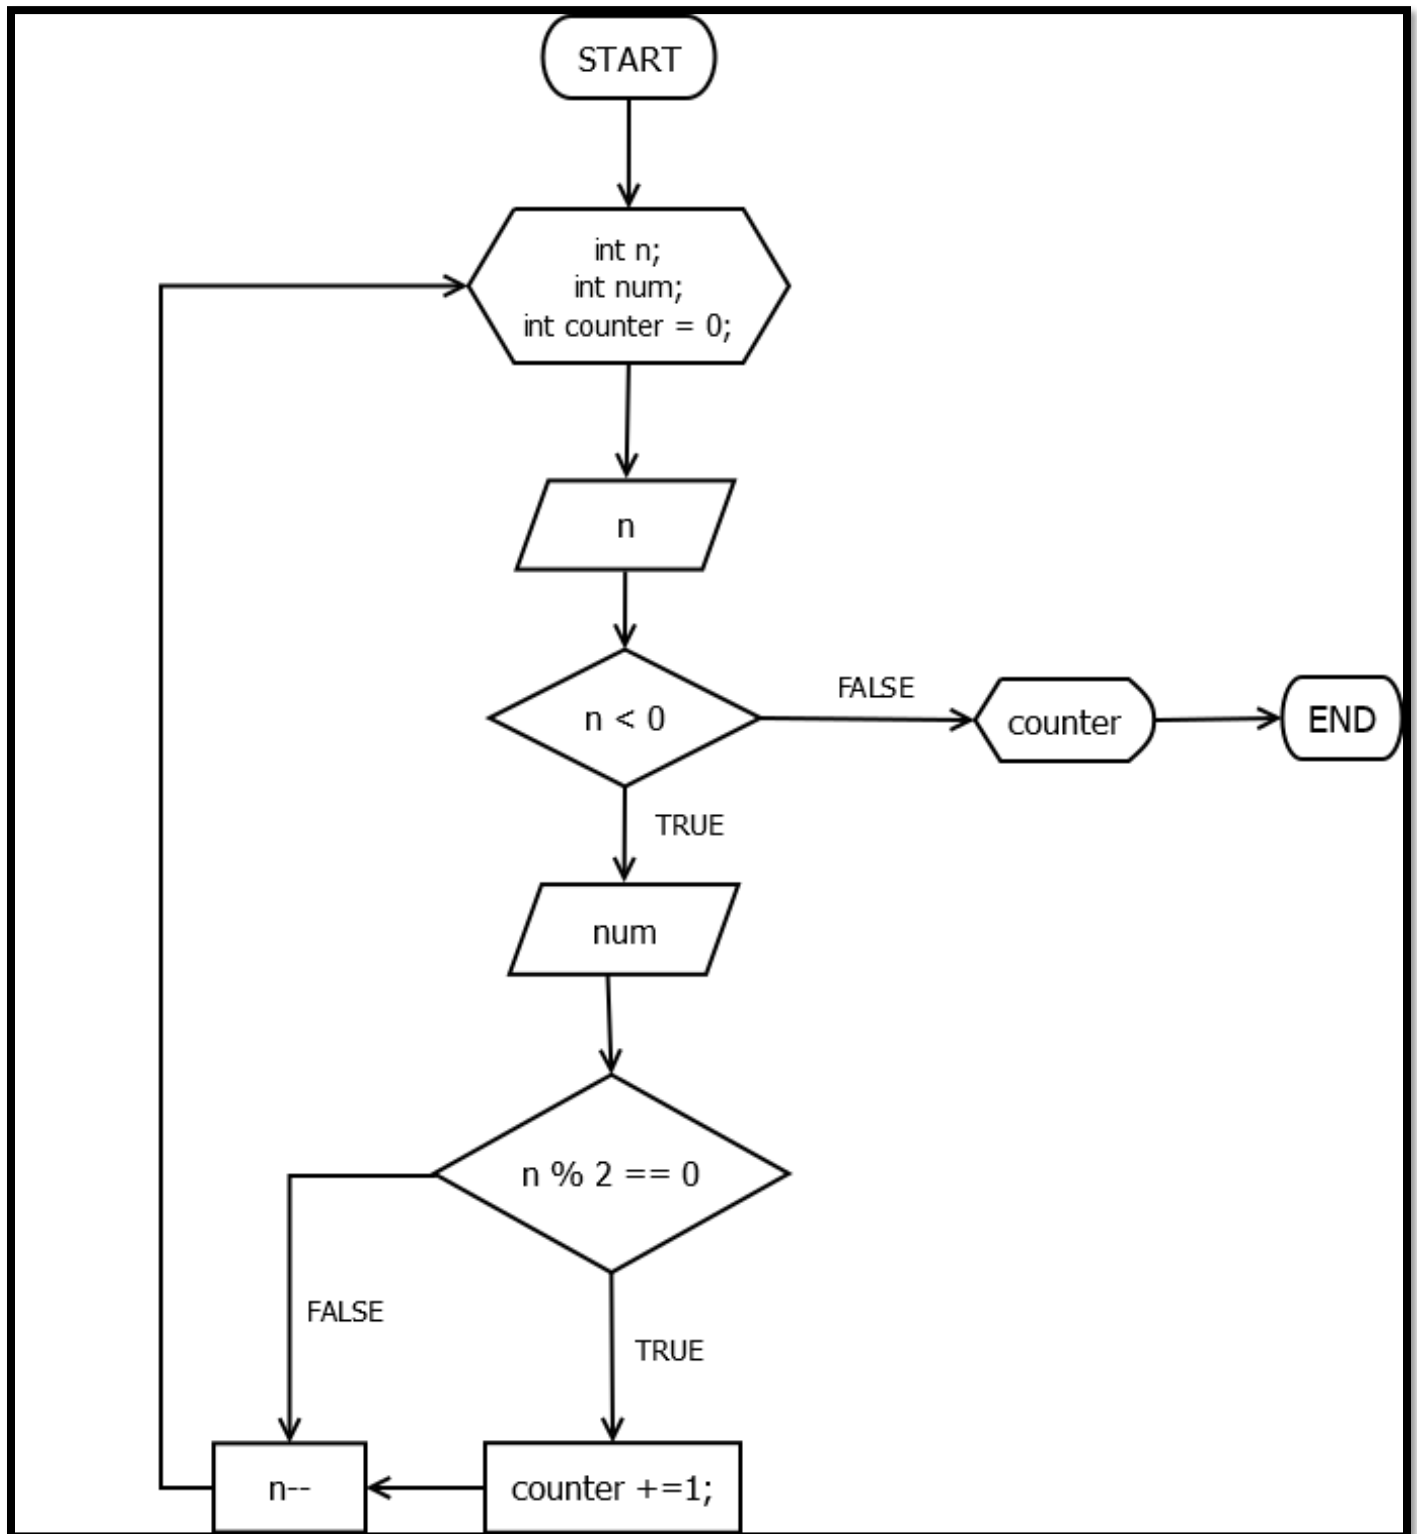 START
int n;
int num;
int counter = 0;
n
n < 0
FALSE
counter
END
TRUE
num
n % 2 == 0
FALSE
TRUE
n--
counter +=1;